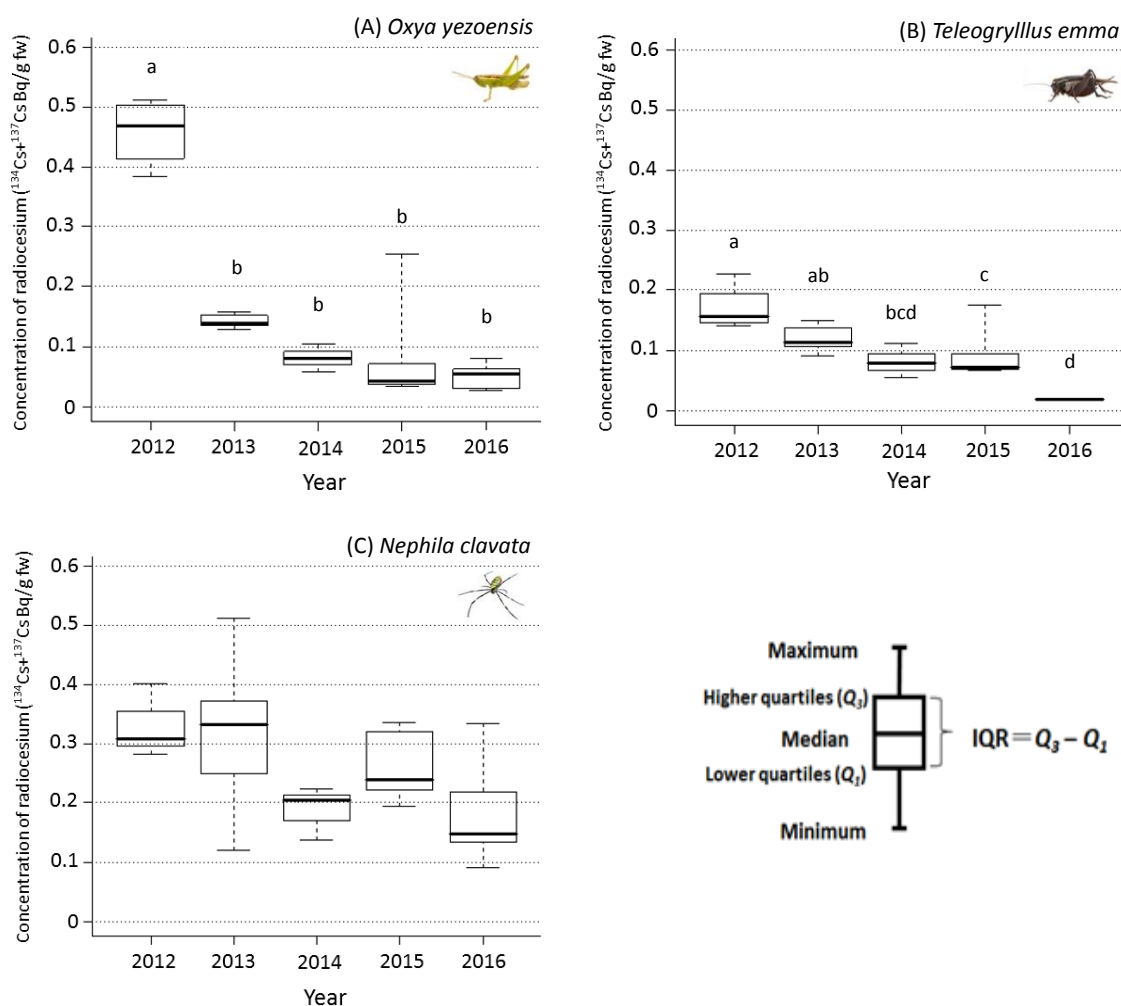 (A) Oxya yezoensis
Concentration of radiocesium (¹³⁴Cs+¹³⁷Cs Bq/g fw)
0.6
0.5
0.4
0.3
0.2
0.1
0
a
b
b
b
b
2012 2013 2014 2015 2016
Year
(B) Teleogrylllus emma
Concentration of radiocesium (¹³⁴Cs+¹³⁷Cs Bq/g fw)
0.6
0.5
0.4
0.3
0.2
0.1
0
a
ab
bcd
c
d
2012 2013 2014 2015 2016
Year
(C) Nephila clavata
Concentration of radiocesium (¹³⁴Cs+¹³⁷Cs Bq/g fw)
0.6
0.5
0.4
0.3
0.2
0.1
0
2012 2013 2014 2015 2016
Year
Maximum
Higher quartiles (Q₃)
Median
Lower quartiles (Q₁)
Minimum
IQR＝Q₃ – Q₁